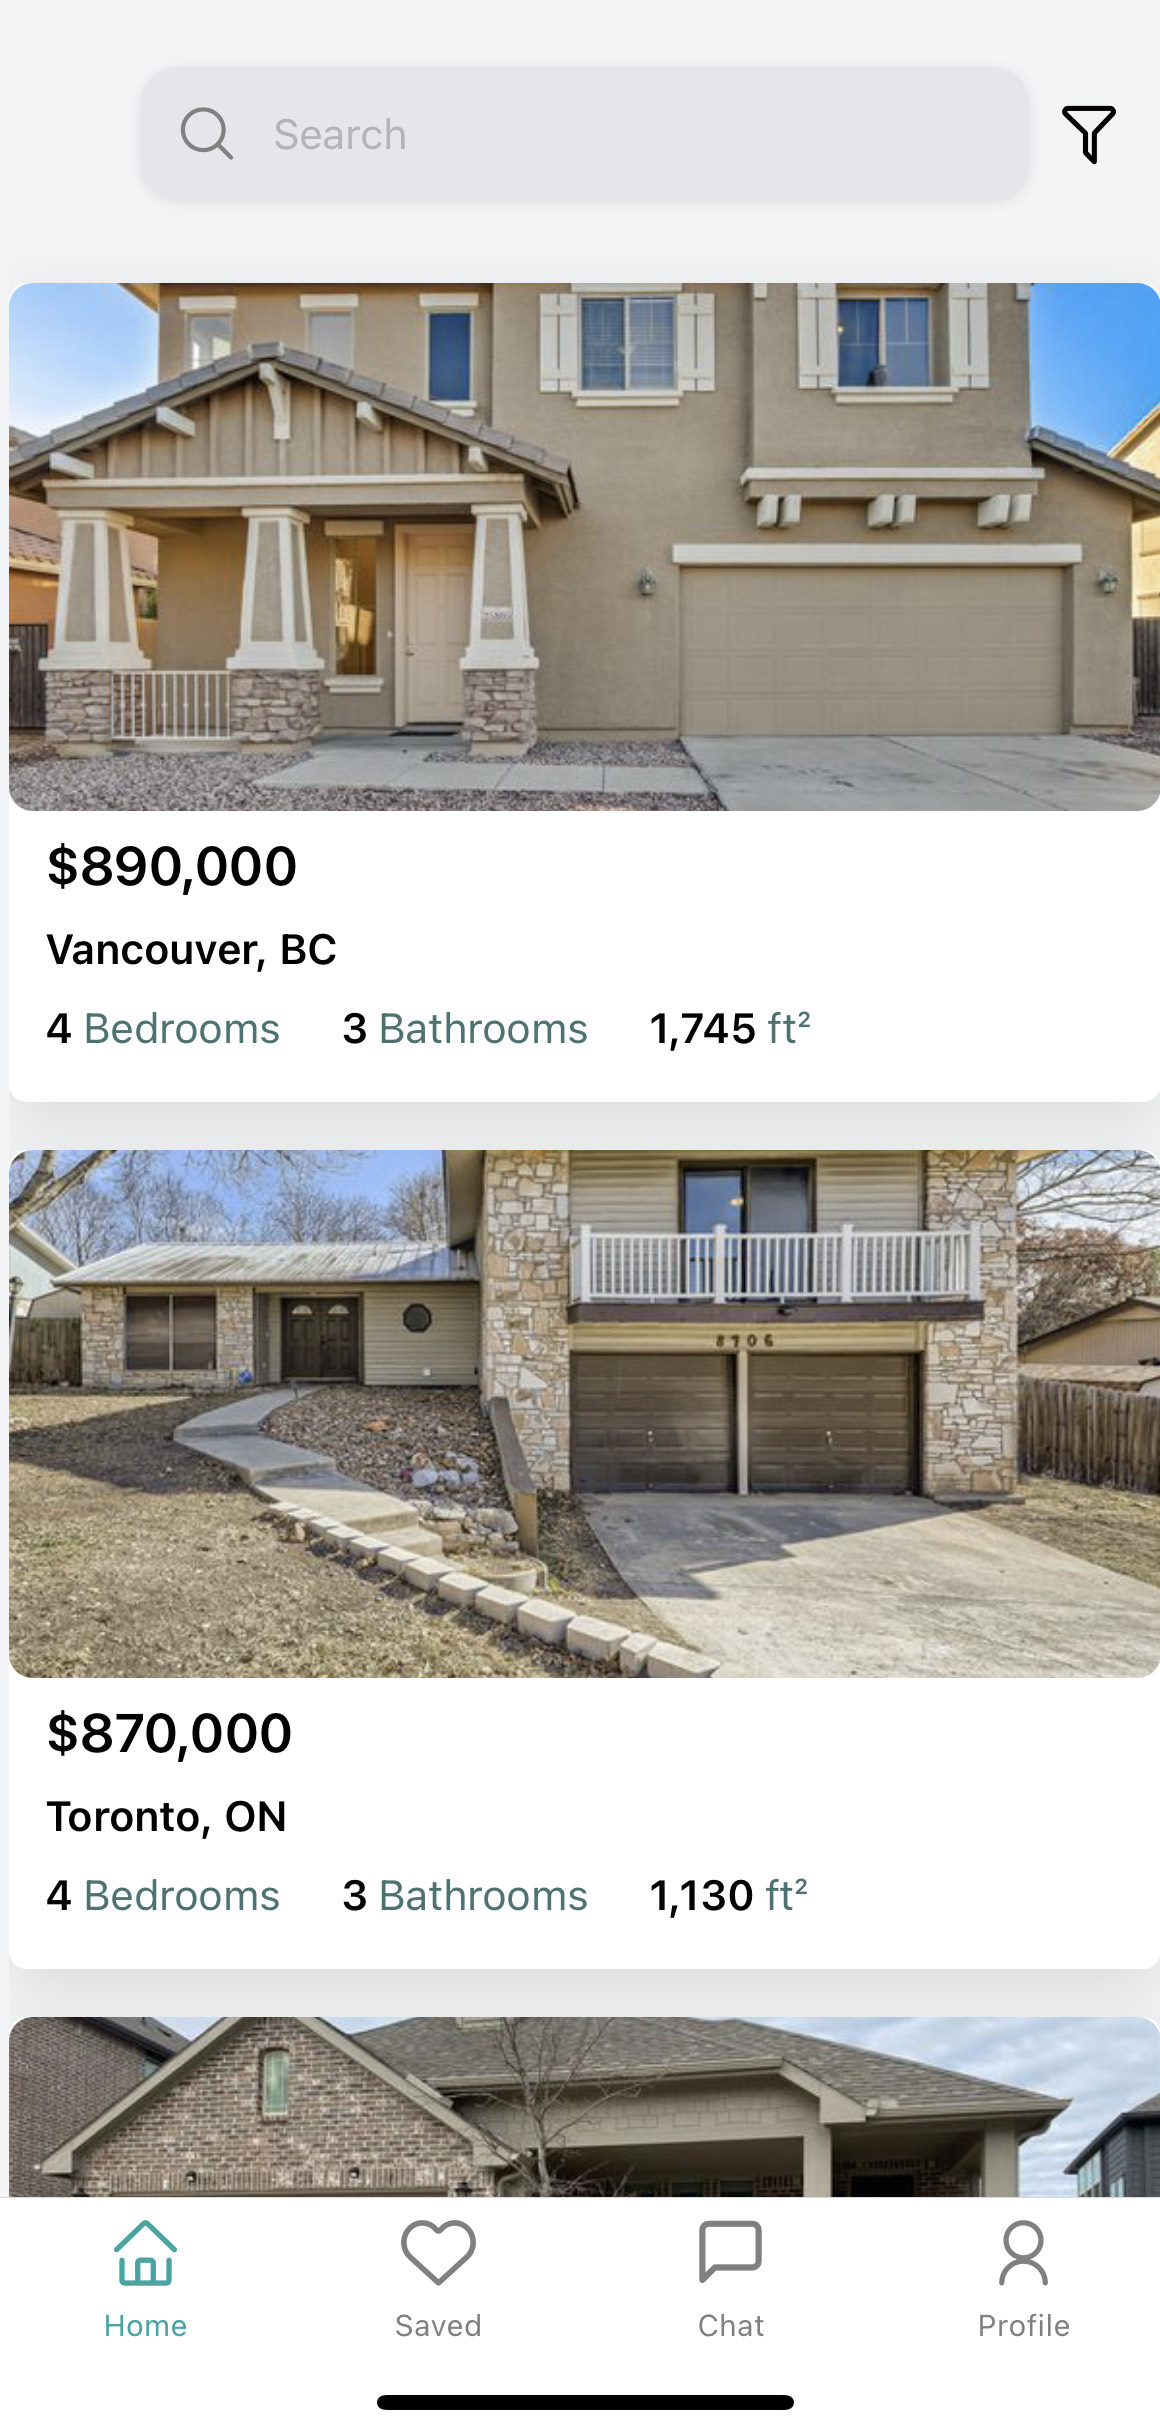 Search
$890,000
Vancouver, BC
4 Bedrooms 3 Bathrooms 1,745 ft²
8706
$870,000
Toronto, ON
4 Bedrooms 3 Bathrooms 1,130 ft²
Home Saved Chat Profile